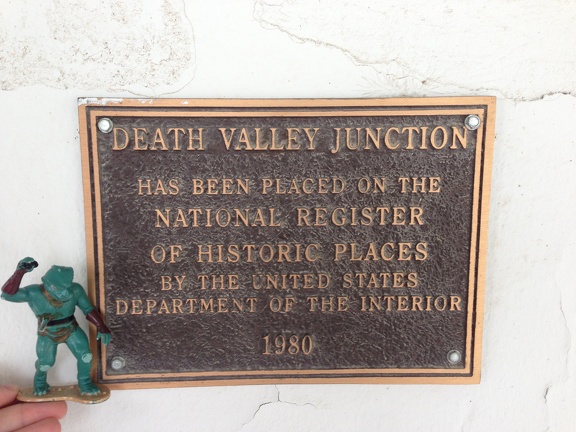 DEATH VALLEY JUNCTION
HAS BEEN PLACED ON THE
NATIONAL REGISTER
OF HISTORIC PLACES
BY THE UNITED STATES
DEPARTMENT OF THE INTERIOR
1980